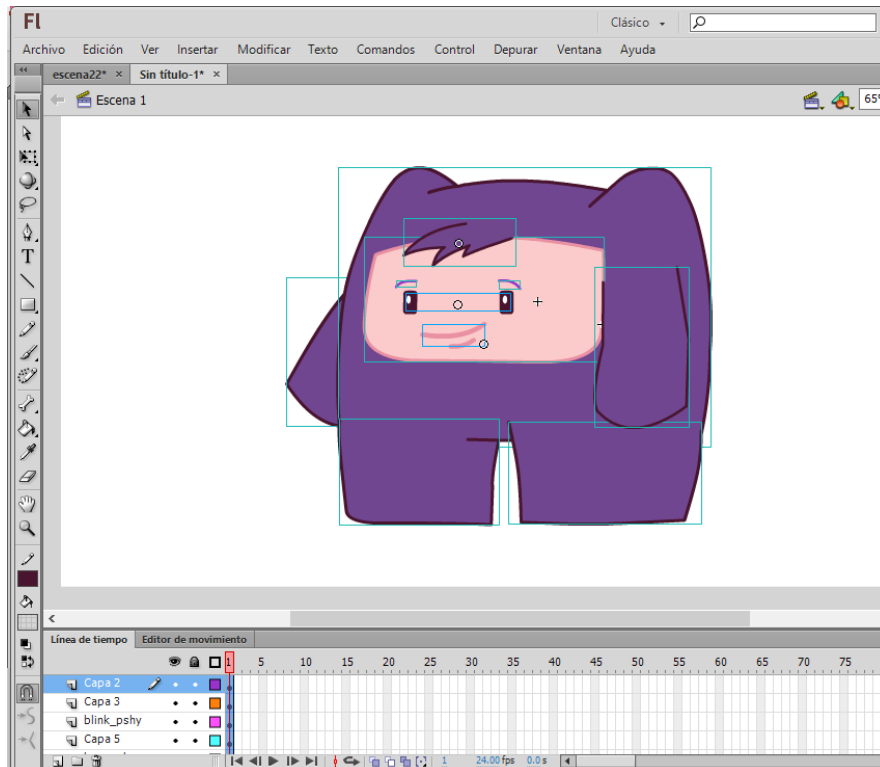 Fl
Clásico
Archivo Edición Ver Insertar Modificar Texto Comandos Control Depurar Ventana Ayuda
escena22* × Sin título-1* ×
Escena 1
65%
T
Línea de tiempo Editor de movimiento
1 5 10 15 20 25 30 35 40 45 50 55 60 65 70 75
Capa 2
Capa 3
blink_pshy
Capa 5
1 24.00 fps 0.0 s